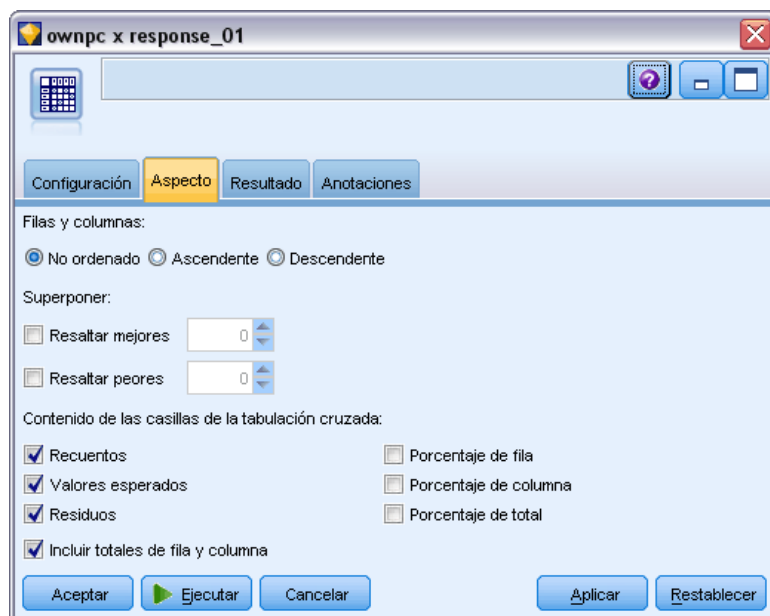 ownpc x response_01
Configuración Aspecto Resultado Anotaciones
Filas y columnas:
No ordenado Ascendente Descendente
Superponer:
Resaltar mejores 0
Resaltar peores 0
Contenido de las casillas de la tabulación cruzada:
Recuentos Porcentaje de fila
Valores esperados Porcentaje de columna
Residuos Porcentaje de total
Incluir totales de fila y columna
Aceptar Ejecutar Cancelar Aplicar Restablecer